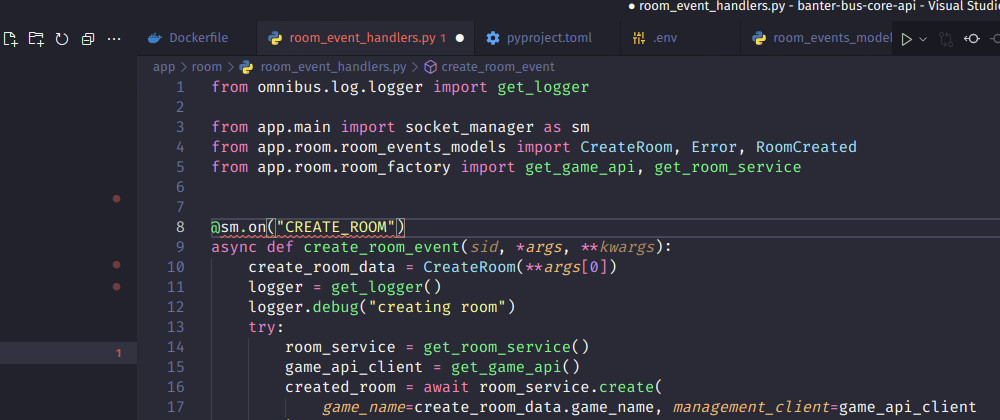 ● room_event_handlers.py - banter-bus-core-api - Visual Studi
Dockerfile
room_event_handlers.py 1 ●
pyproject.toml
.env
room_events_model
app > room > room_event_handlers.py > create_room_event
1 from omnibus.log.logger import get_logger
2
3 from app.main import socket_manager as sm
4 from app.room.room_events_models import CreateRoom, Error, RoomCreated
5 from app.room.room_factory import get_game_api, get_room_service
6
7
8 @sm.on("CREATE_ROOM")
9 async def create_room_event(sid, *args, **kwargs):
10 create_room_data = CreateRoom(**args[0])
11 logger = get_logger()
12 logger.debug("creating room")
13 try:
1
14 room_service = get_room_service()
15 game_api_client = get_game_api()
16 created_room = await room_service.create(
17 game_name=create_room_data.game_name, management_client=game_api_client